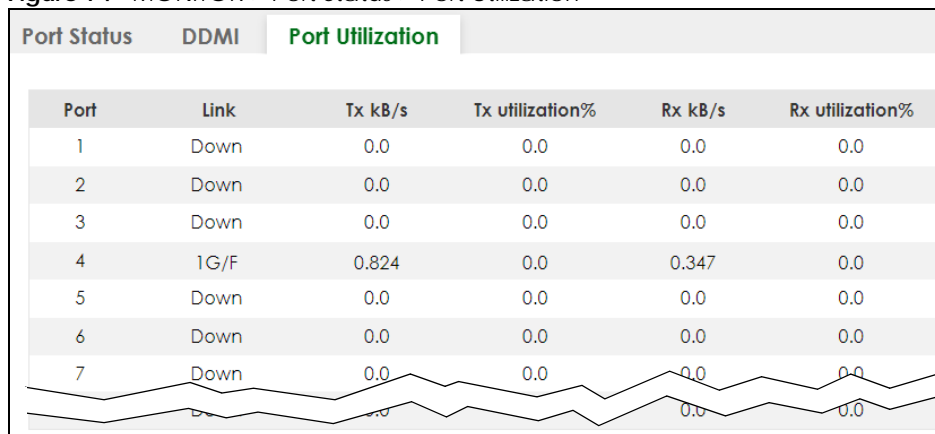 Port Status DDMI Port Utilization
Port Link Tx kB/s Tx utilization% Rx kB/s Rx utilization%
1 Down 0.0 0.0 0.0 0.0
2 Down 0.0 0.0 0.0 0.0
3 Down 0.0 0.0 0.0 0.0
4 1G/F 0.824 0.0 0.347 0.0
5 Down 0.0 0.0 0.0 0.0
6 Down 0.0 0.0 0.0 0.0
7 Down 0.0 0.0 0.0 0.0
0.0 0.0